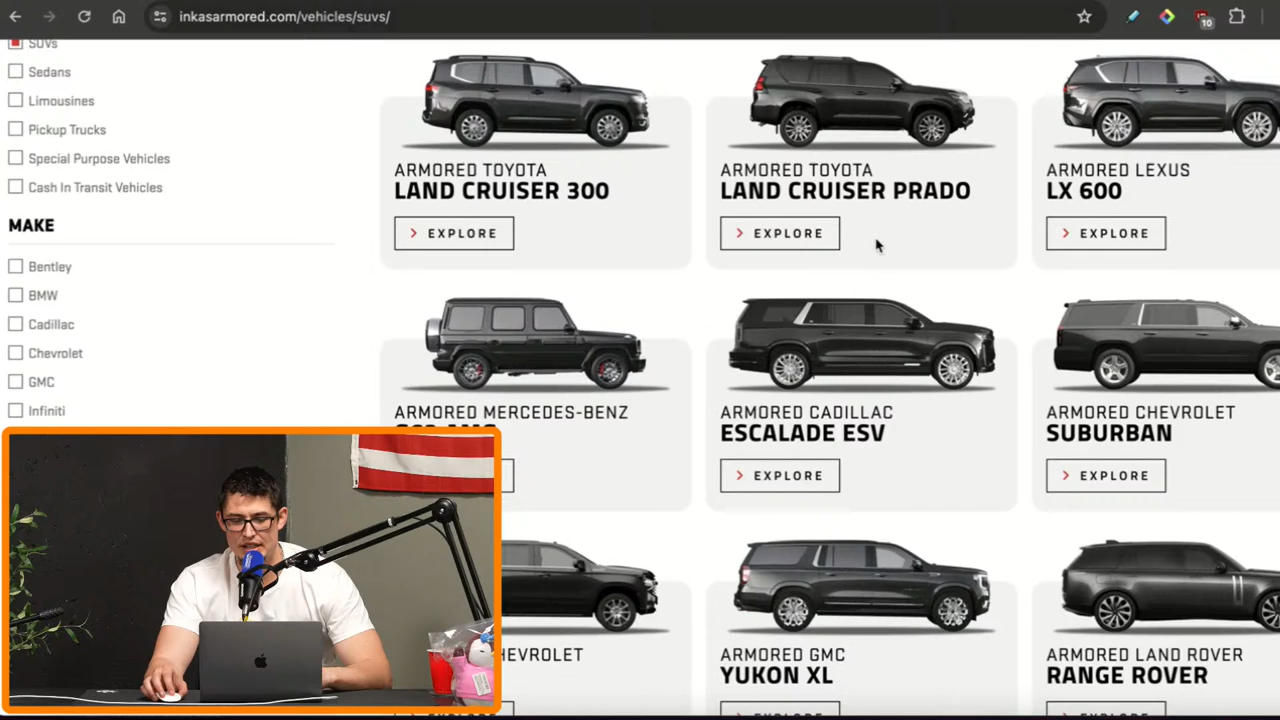 inkasarmored.com/vehicles/suvs/
10
SUVs
Sedans
Limousines
Pickup Trucks
Special Purpose Vehicles
Cash In Transit Vehicles
MAKE
Bentley
BMW
Cadillac
Chevrolet
GMC
Infiniti
ARMORED TOYOTA
LAND CRUISER 300
> EXPLORE
ARMORED TOYOTA
LAND CRUISER PRADO
> EXPLORE
ARMORED LEXUS
LX 600
> EXPLORE
ARMORED MERCEDES-BENZ
ARMORED CADILLAC
ESCALADE ESV
> EXPLORE
ARMORED CHEVROLET
SUBURBAN
> EXPLORE
ARMORED GMC
YUKON XL
ARMORED LAND ROVER
RANGE ROVER